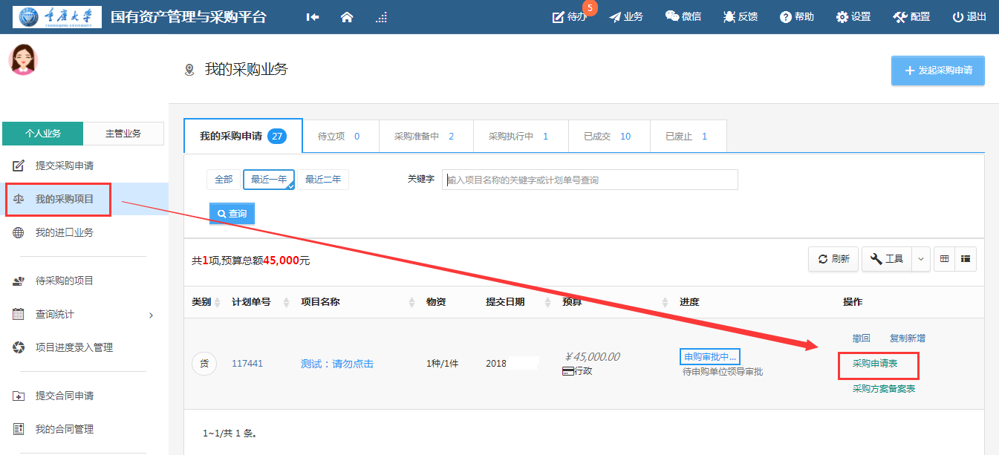 重庆大学 国有资产管理与采购平台 待办 5 业务 微信 反馈 帮助 设置 配置 退出
CHONGQING UNIVERSITY
我的采购业务
+ 发起采购申请
个人业务 主管业务
提交采购申请
我的采购项目
我的进口业务
待采购的项目
查询统计
项目进度录入管理
提交合同申请
我的合同管理
我的采购申请 27 待立项 0 采购准备中 2 采购执行中 1 已成交 10 已废止 1
全部 最近一年 最近二年 关键字 输入项目名称的关键字或计划单号查询
查询
共1项,预算总额45,000元 刷新 工具
类别 计划单号 项目名称 物资 提交日期 预算 进度 操作
货 117441 测试：请勿点击 1种/1件 2018 ￥45,000.00 申购审批中... 撤回 复制新增
行政 待申购单位领导审批 采购申请表
采购方案备案表
1~1/共 1 条。